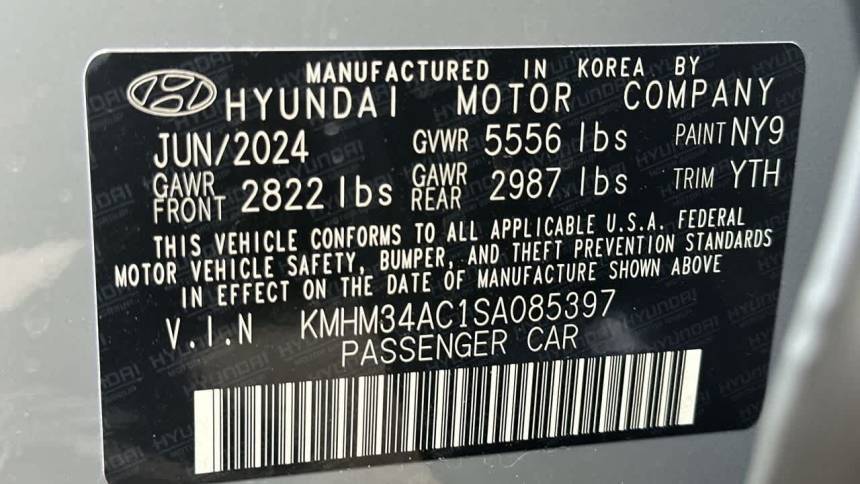 MANUFACTURED IN KOREA BY
HYUNDAI MOTOR COMPANY
JUN/2024 GVWR 5556 lbs PAINT NY9
GAWR FRONT 2822 lbs GAWR REAR 2987 lbs TRIM YTH
THIS VEHICLE CONFORMS TO ALL APPLICABLE U.S.A. FEDERAL
MOTOR VEHICLE SAFETY, BUMPER, AND THEFT PREVENTION STANDARDS
IN EFFECT ON THE DATE OF MANUFACTURE SHOWN ABOVE
V.I.N KMHM34AC1SA085397
PASSENGER CAR